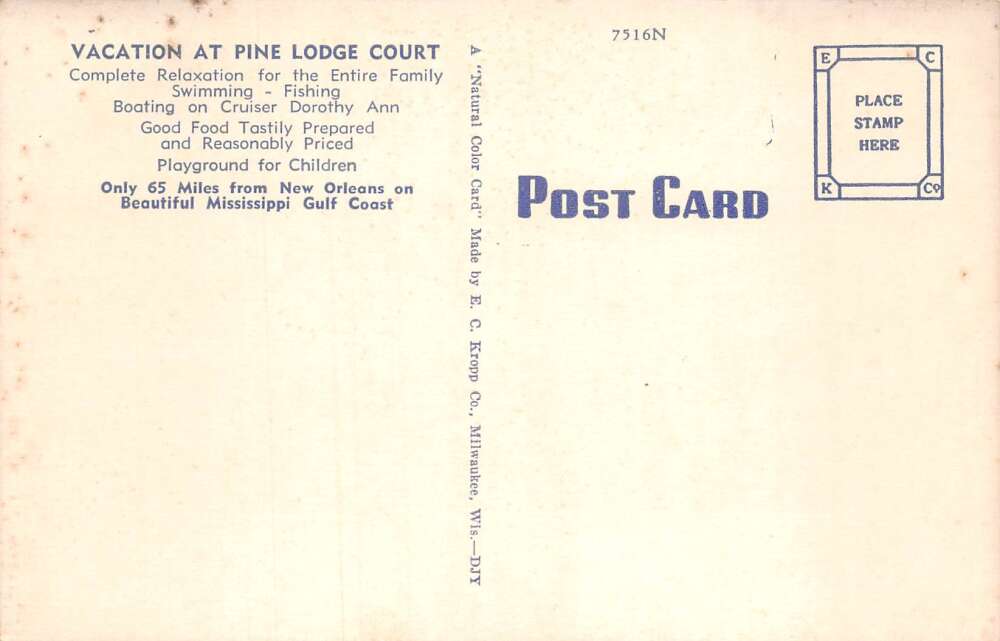 VACATION AT PINE LODGE COURT
Complete Relaxation for the Entire Family
Swimming - Fishing
Boating on Cruiser Dorothy Ann
Good Food Tastily Prepared
and Reasonably Priced
Playground for Children
Only 65 Miles from New Orleans on
Beautiful Mississippi Gulf Coast
A "Natural Color Card" Made by E. C. Kropp Co., Milwaukee, Wis.—DJY
7516N
POST CARD
E C
PLACE
STAMP
HERE
K Co